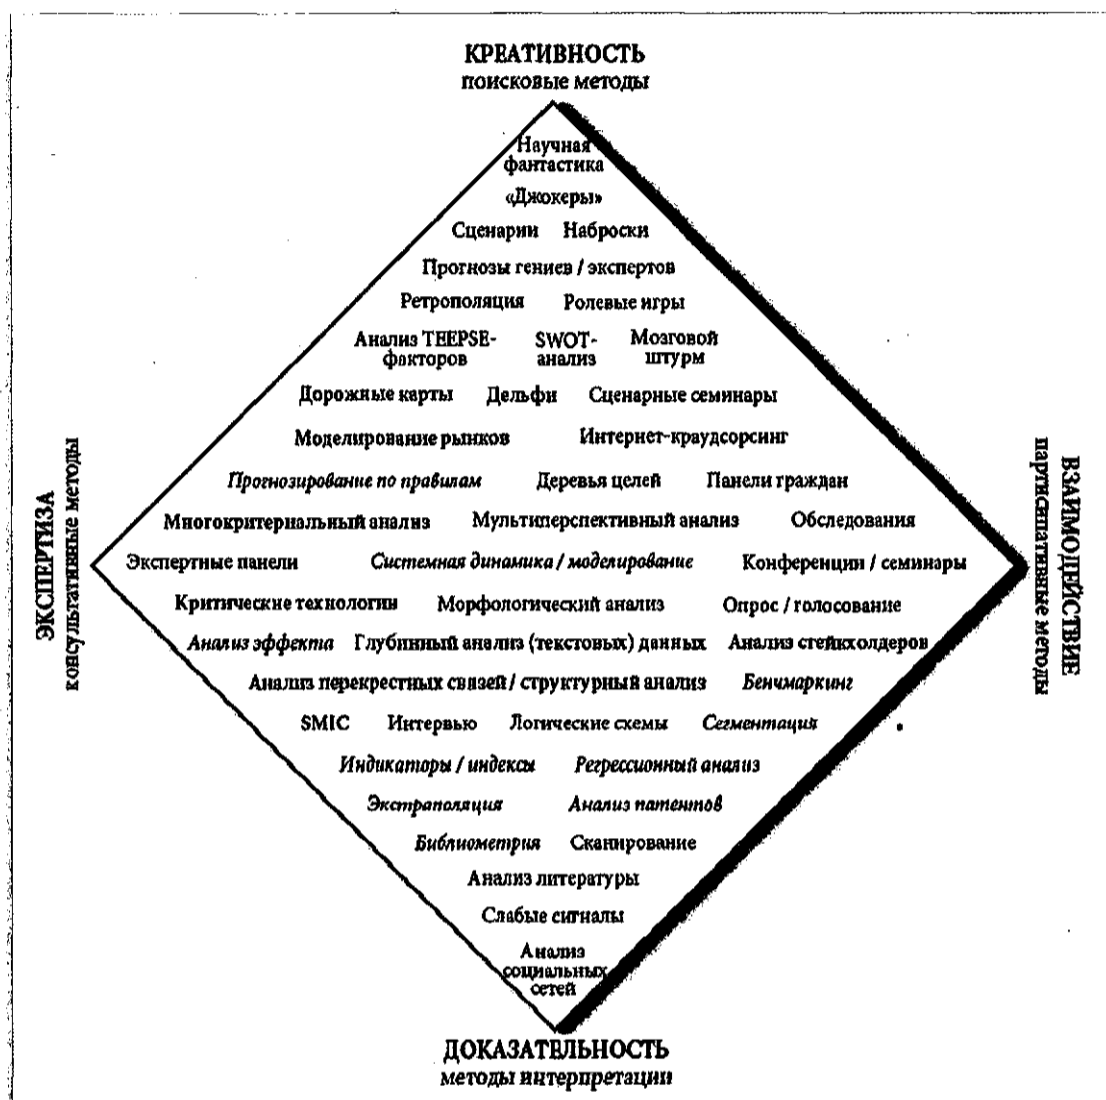 КРЕАТИВНОСТЬ
поисковые методы
Научная
фантастика
«Джокеры»
Сценарии Наброски
Прогнозы гениев / экспертов
Ретрополяция Ролевые игры
Анализ TEEPSE-
факторов
SWOT-
анализ
Мозговой
штурм
Дорожные карты Дельфи Сценарные семинары
Моделирование рынков Интернет-краудсорсинг
Прогнозирование по правилам Деревья целей Панели граждан
Многокритериальный анализ Мультиперспективный анализ Обследования
Экспертные панели Системная динамика / моделирование Конференции / семинары
Критические технологии Морфологический анализ Опрос / голосование
Анализ эффекта Глубинный анализ (текстовых) данных Анализ стейкхолдеров
Анализ перекрестных связей / структурный анализ Бенчмаркинг
SMIC Интервью Логические схемы Сегментация
Индикаторы / индексы Регрессионный анализ
Экстраполяция Анализ патентов
Библиометрия Сканирование
Анализ литературы
Слабые сигналы
Анализ
социальных
сетей
ЭКСПЕРТИЗА
консультативные методы
ВЗАИМОДЕЙСТВИЕ
партисипативные методы
ДОКАЗАТЕЛЬНОСТЬ
методы интерпретации